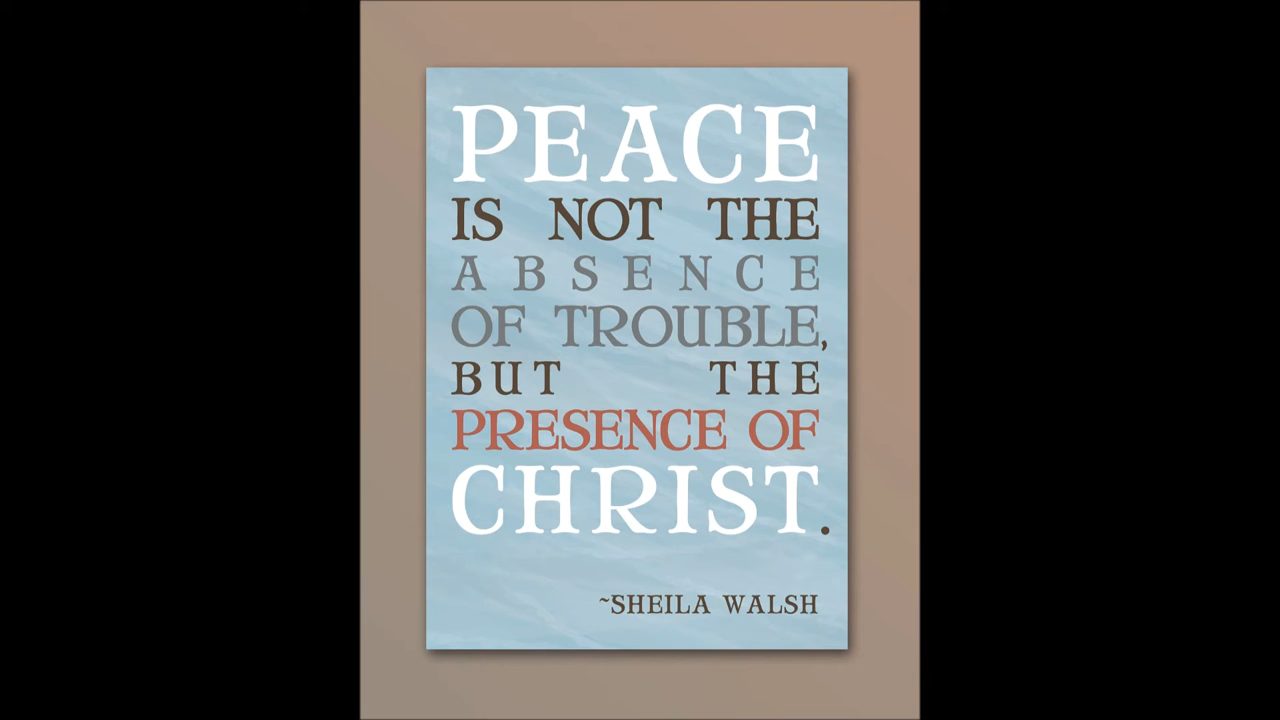 PEACE
IS NOT THE
ABSENCE
OF TROUBLE,
BUT THE
PRESENCE OF
CHRIST.
~SHEILA WALSH